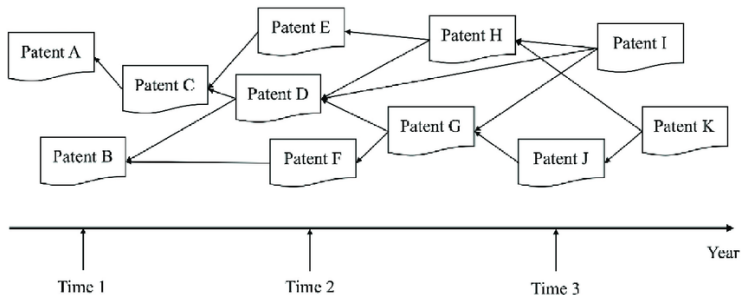 Patent A
Patent C
Patent E
Patent H
Patent I
Patent D
Patent B
Patent F
Patent G
Patent J
Patent K
Year
Time 1
Time 2
Time 3